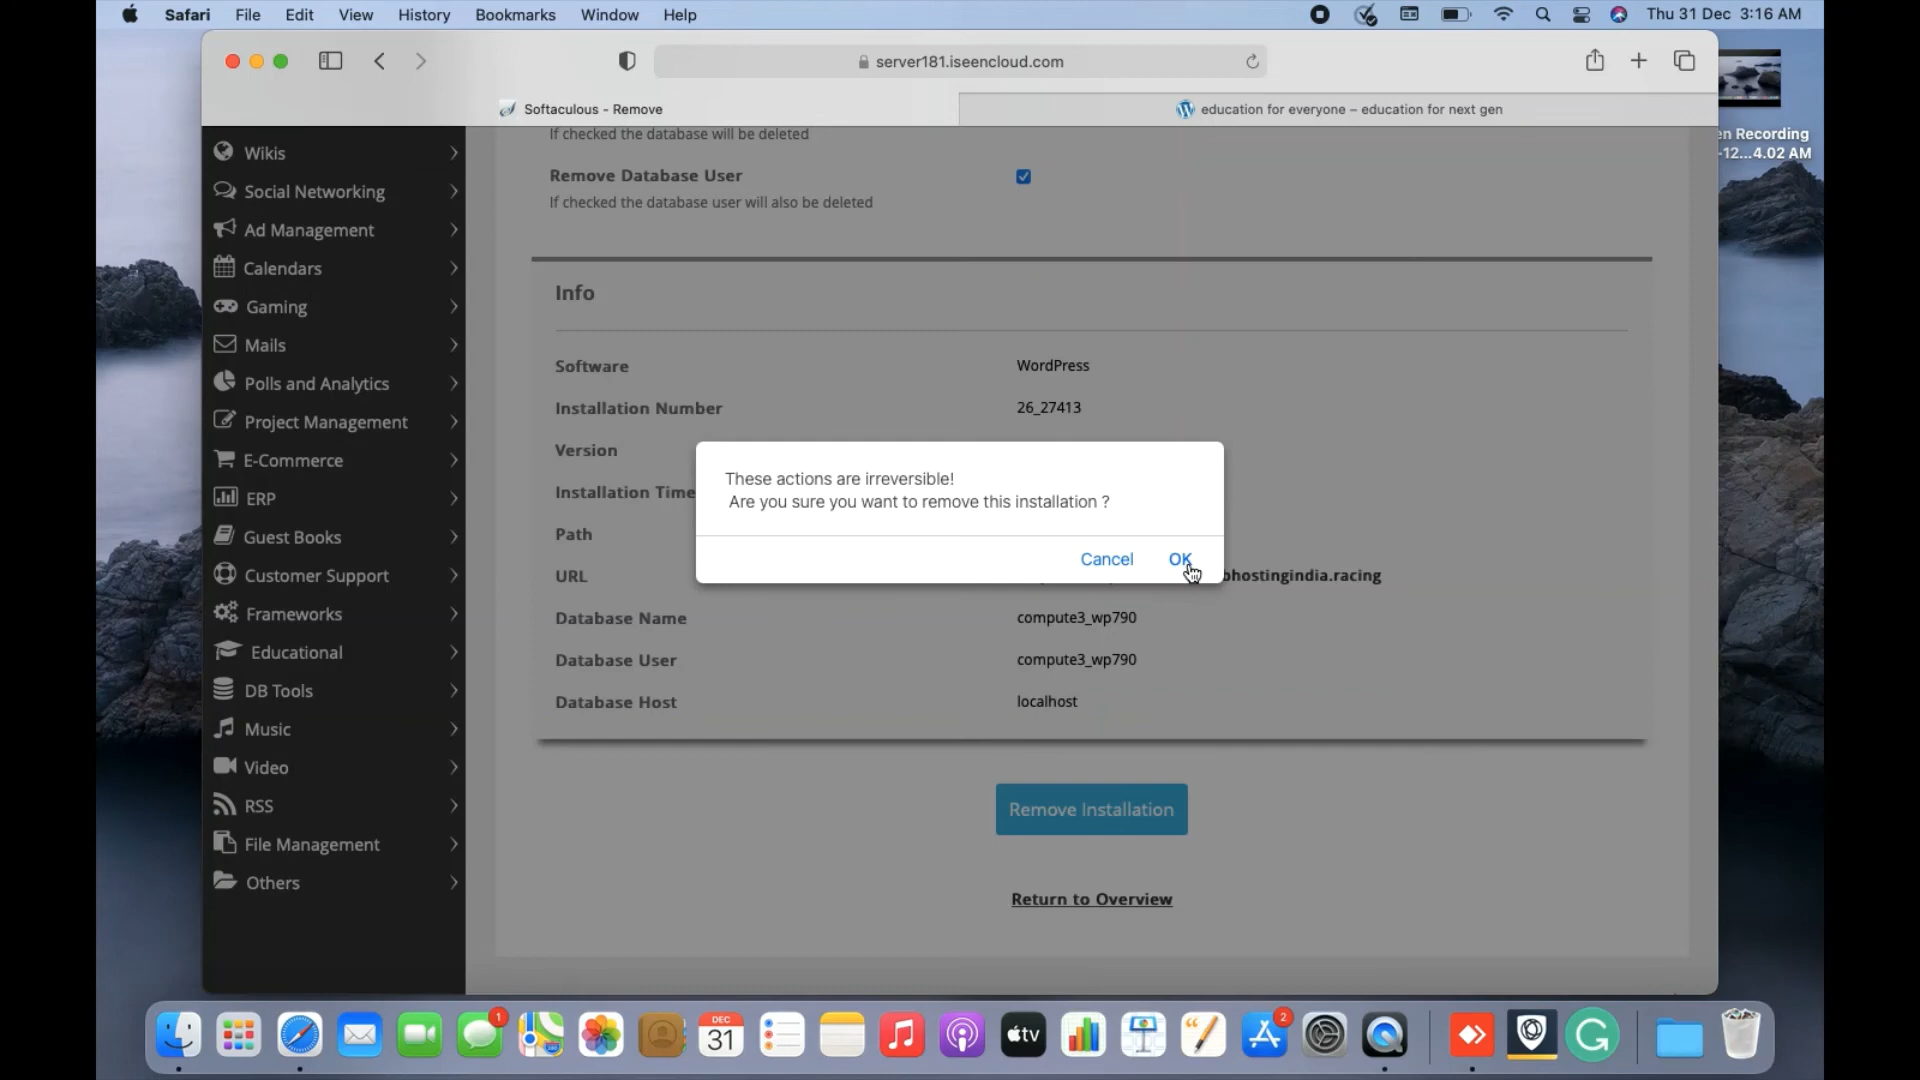 Safari File Edit View History Bookmarks Window Help
Thu 31 Dec 3:16 AM
server181.iseencloud.com
Softaculous - Remove
education for everyone – education for next gen
en Recording
-12...4.02 AM
Wikis
Social Networking
Ad Management
Calendars
Gaming
Mails
Polls and Analytics
Project Management
E-Commerce
ERP
Guest Books
Customer Support
Frameworks
Educational
DB Tools
Music
Video
RSS
File Management
Others
If checked the database will be deleted
Remove Database User
If checked the database user will also be deleted
Info
Software WordPress
Installation Number 26_27413
Version
Installation Time
Path
URL bhostingindia.racing
Database Name compute3_wp790
Database User compute3_wp790
Database Host localhost
These actions are irreversible!
Are you sure you want to remove this installation ?
Cancel OK
Remove Installation
Return to Overview
1
DEC
31
tv
2